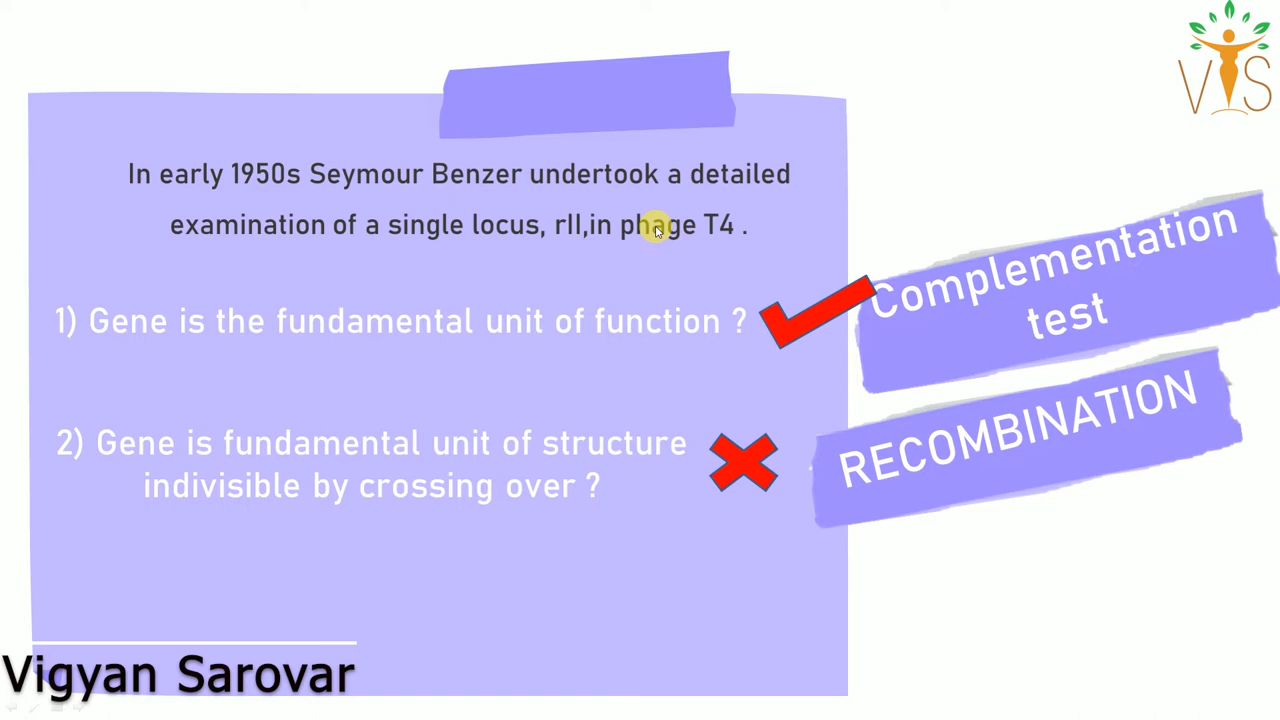 VIS
In early 1950s Seymour Benzer undertook a detailed
examination of a single locus, rII,in phage T4 .
1) Gene is the fundamental unit of function ?
Complementation
test
2) Gene is fundamental unit of structure
indivisible by crossing over ?
RECOMBINATION
Vigyan Sarovar